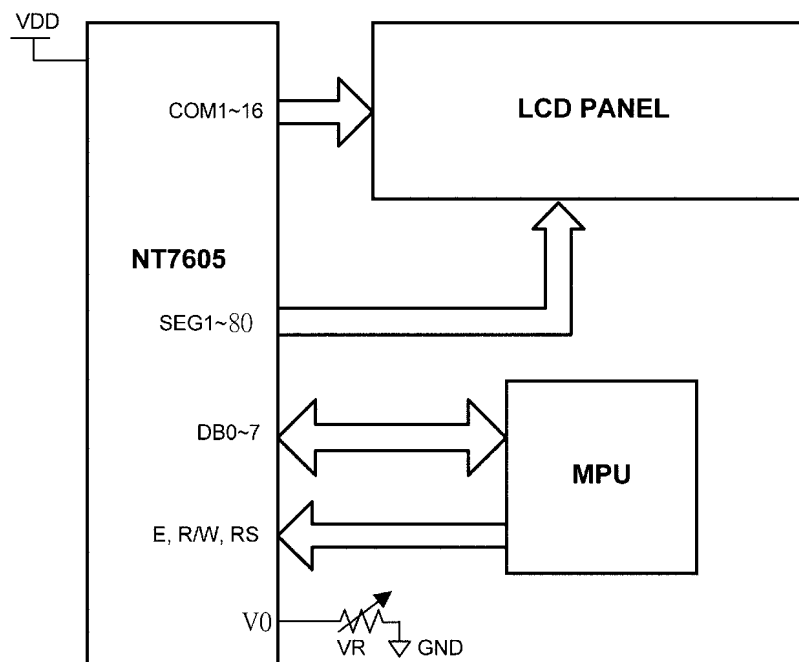 VDD
COM1~16
LCD PANEL
NT7605
SEG1~80
DB0~7
MPU
E, R/W, RS
V0
VR
GND